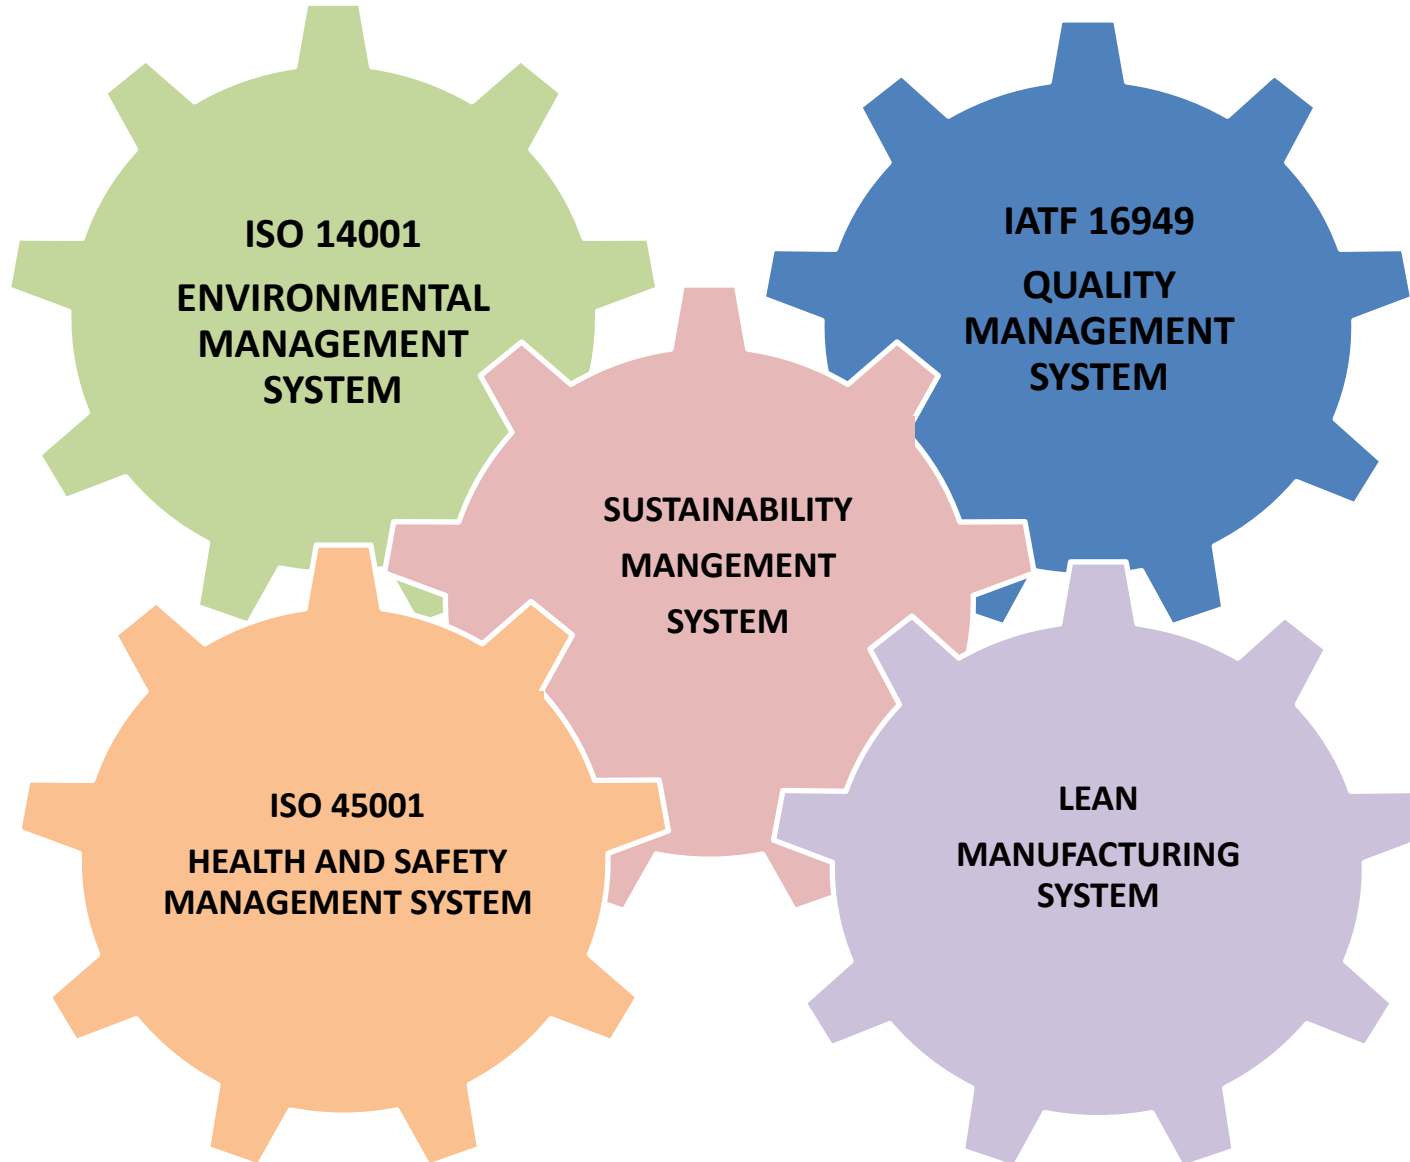 ISO 14001
ENVIRONMENTAL
MANAGEMENT
SYSTEM
IATF 16949
QUALITY
MANAGEMENT
SYSTEM
SUSTAINABILITY
MANGEMENT
SYSTEM
ISO 45001
HEALTH AND SAFETY
MANAGEMENT SYSTEM
LEAN
MANUFACTURING
SYSTEM